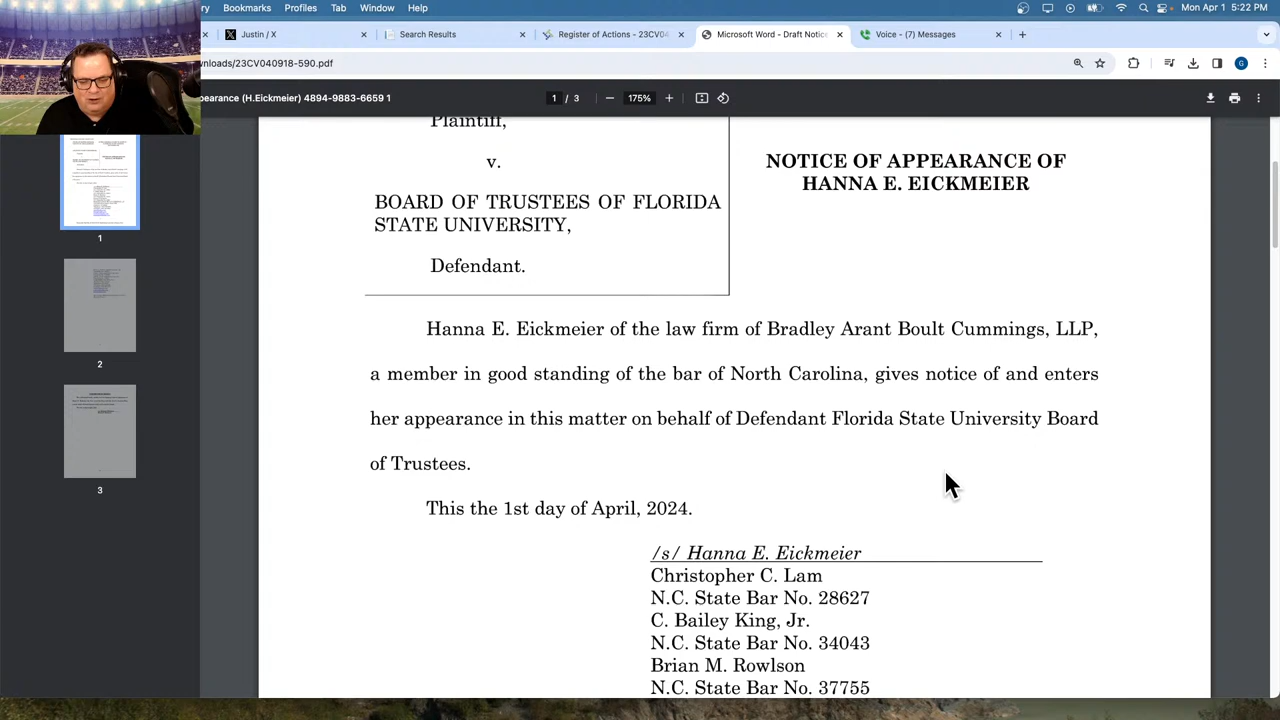 Bookmarks Profiles Tab Window Help Mon Apr 1 5:22 PM
Justin / X Search Results Register of Actions - 23CV04 Microsoft Word - Draft Notice Voice - (7) Messages
wnloads/23CV040918-590.pdf
pearance (H.Eickmeier) 4894-9883-6659 1 1 / 3 175%
Plaintiff,
v.
BOARD OF TRUSTEES OF FLORIDA
STATE UNIVERSITY,
Defendant.
NOTICE OF APPEARANCE OF
HANNA E. EICKMEIER
Hanna E. Eickmeier of the law firm of Bradley Arant Boult Cummings, LLP,
a member in good standing of the bar of North Carolina, gives notice of and enters
her appearance in this matter on behalf of Defendant Florida State University Board
of Trustees.
This the 1st day of April, 2024.
/s/ Hanna E. Eickmeier
Christopher C. Lam
N.C. State Bar No. 28627
C. Bailey King, Jr.
N.C. State Bar No. 34043
Brian M. Rowlson
N.C. State Bar No. 37755
1
2
3